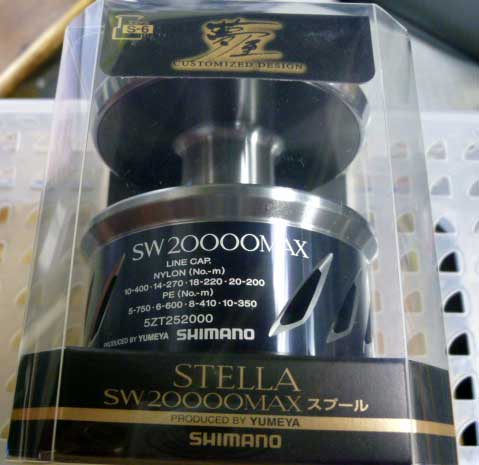 S-6
夢屋
CUSTOMIZED DESIGN
SW20000MAX
LINE CAP.
NYLON (No.-m)
10-400・14-270・18-220・20-200
PE (No.-m)
5-750・6-600・8-410・10-350
5ZT252000
PRODUCED BY YUMEYA SHIMANO
STELLA
SW20000MAX スプール
PRODUCED BY YUMEYA
SHIMANO